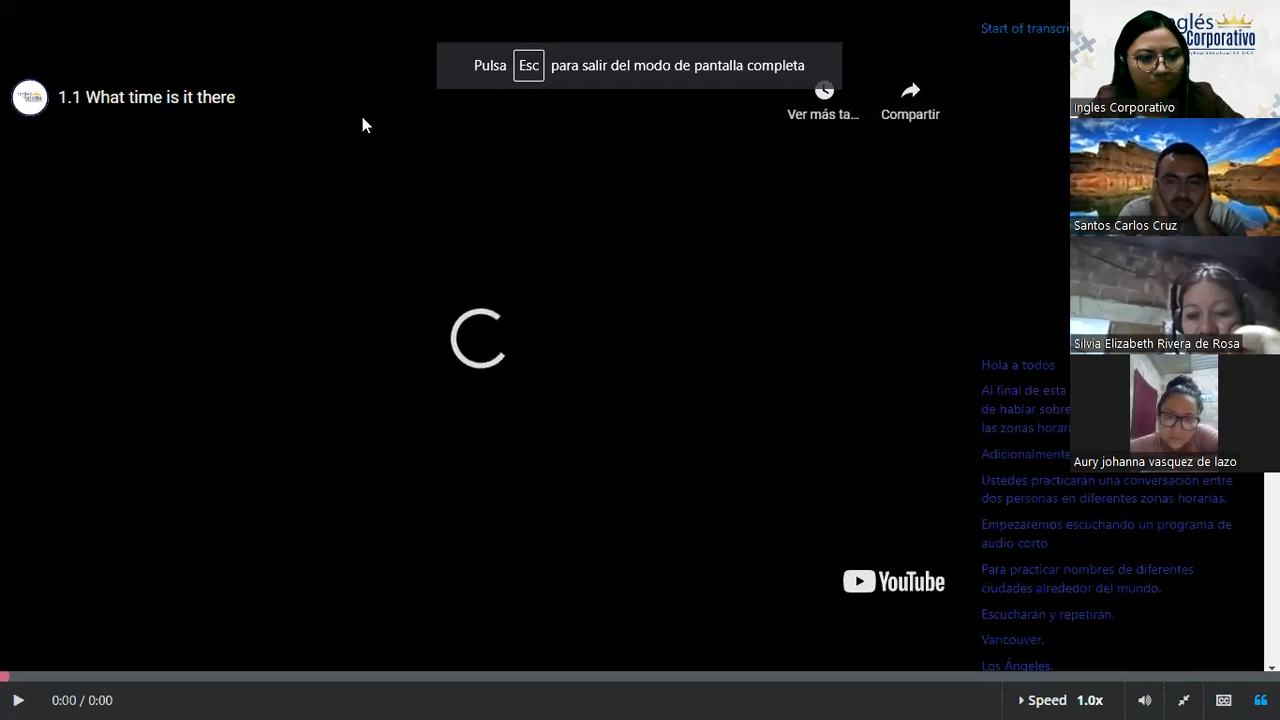 Start of transcri
Inglés
Corporativo
Pulsa Esc para salir del modo de pantalla completa
1.1 What time is it there
Ver más ta...
Compartir
Ingles Corporativo
Santos Carlos Cruz
Silvia Elizabeth Rivera de Rosa
Hola a todos
Al final de esta
de hablar sobre
las zonas horari
Adicionalmente
Aury johanna vasquez de lazo
Ustedes practicarán una conversación entre
dos personas en diferentes zonas horarias.
Empezaremos escuchando un programa de
audio corto
Para practicar nombres de diferentes
ciudades alrededor del mundo.
YouTube
Escucharán y repetirán.
Vancouver.
Los Ángeles.
0:00 / 0:00
Speed 1.0x
CC